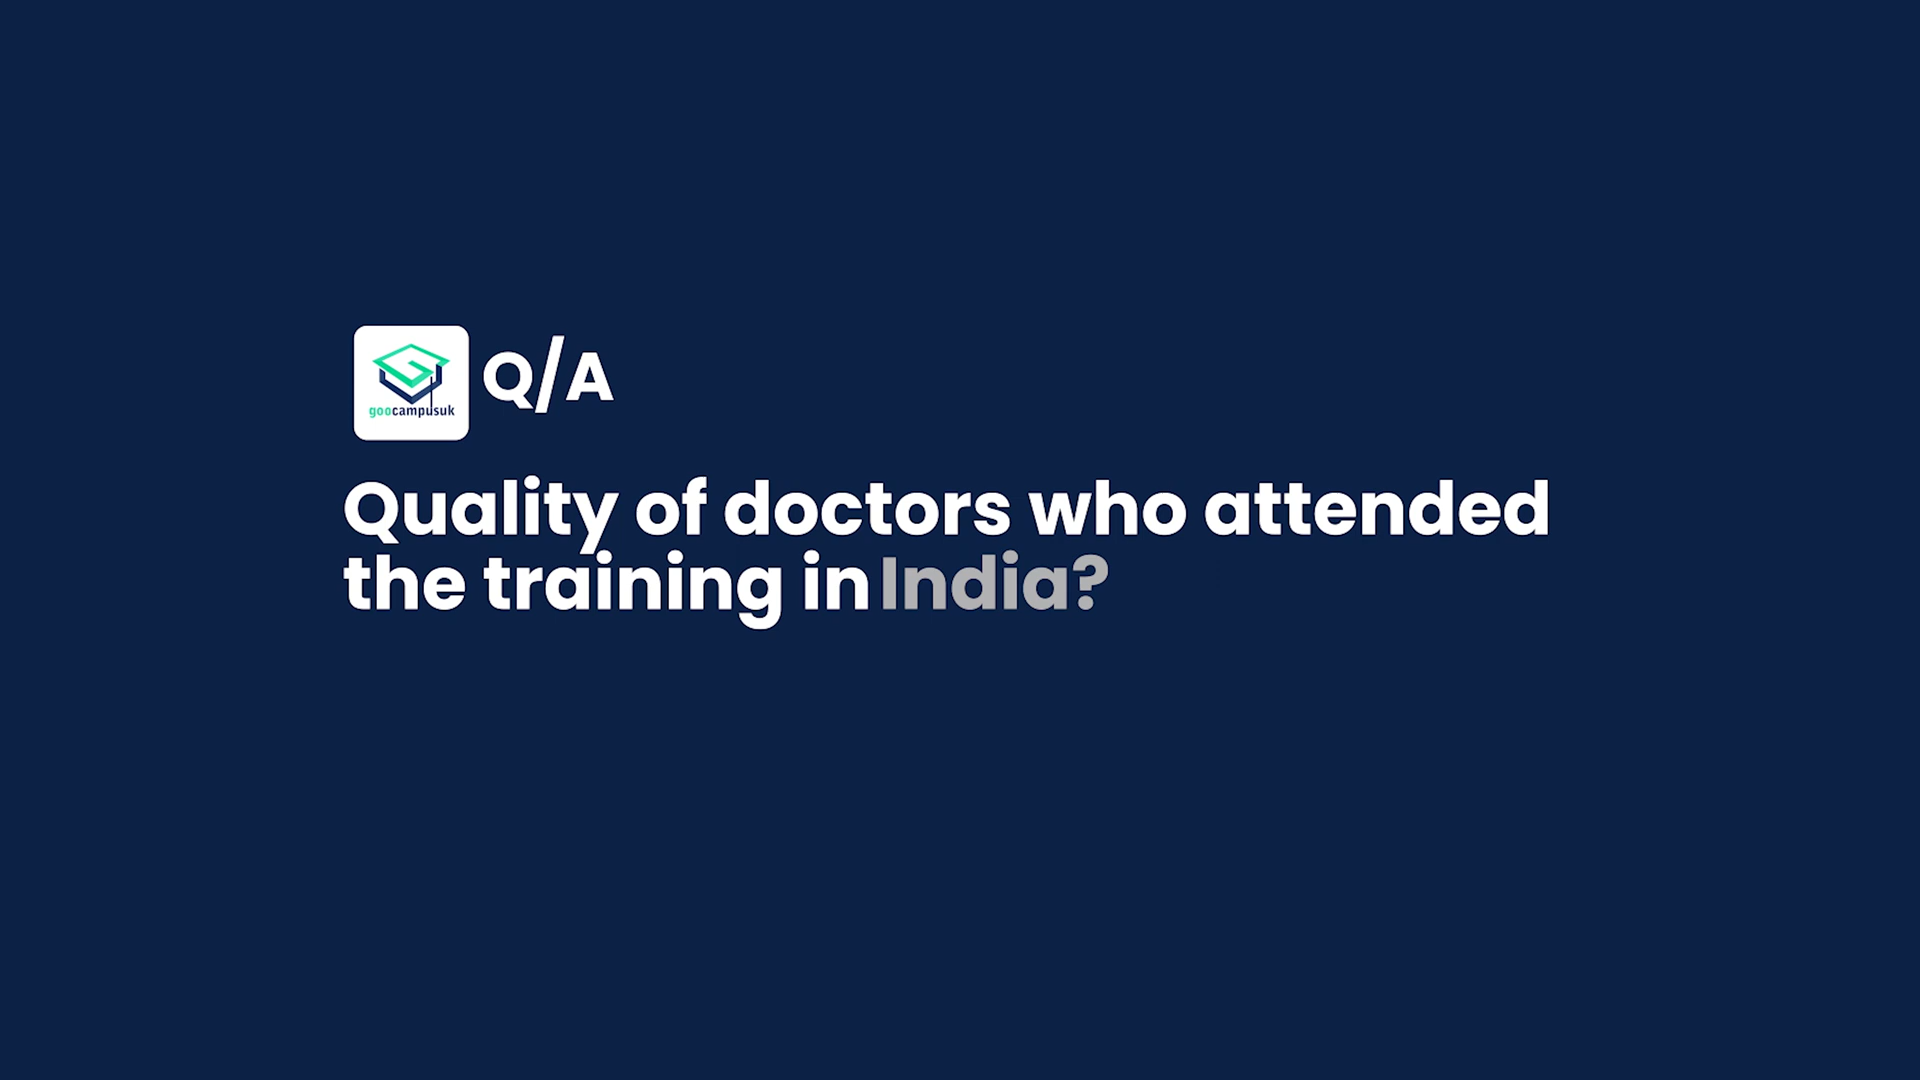 goocampusuk
Q/A
Quality of doctors who attended
the training in India?